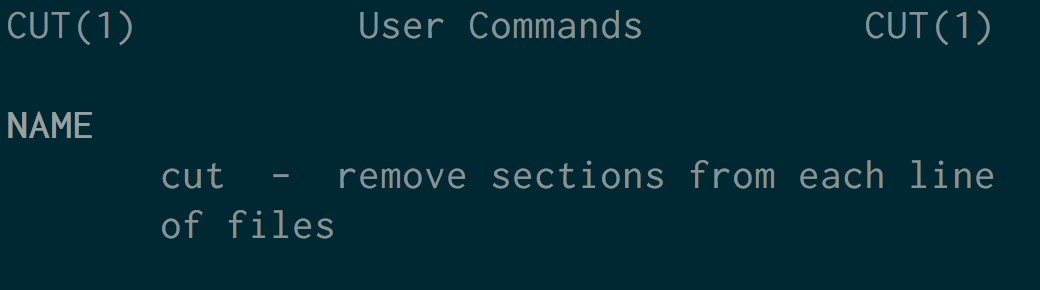 CUT(1) User Commands CUT(1)
NAME
cut - remove sections from each line
of files